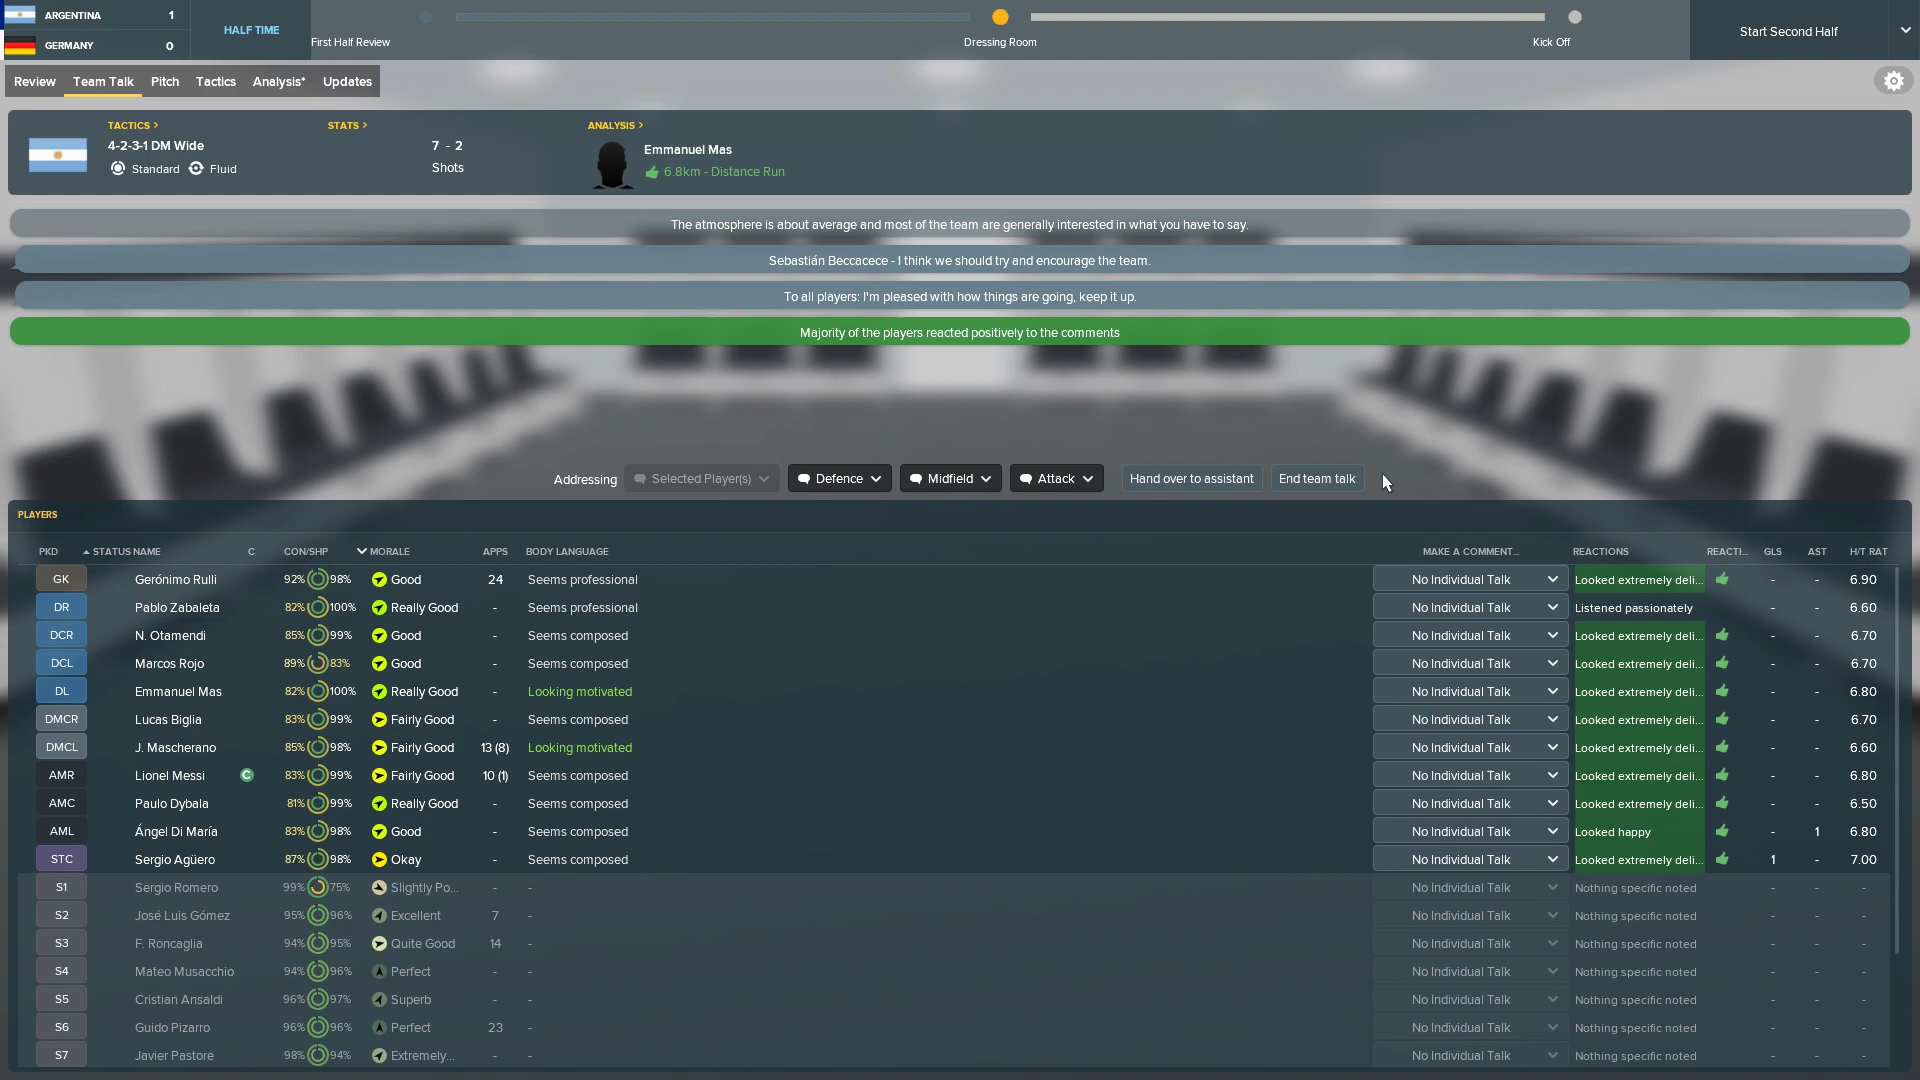 ARGENTINA 1
GERMANY 0
HALF TIME
First Half Review
Dressing Room
Kick Off
Start Second Half
Review Team Talk Pitch Tactics Analysis* Updates
TACTICS > STATS > ANALYSIS >
4-2-3-1 DM Wide 7 - 2 Emmanuel Mas
Standard Fluid Shots 6.8km - Distance Run
The atmosphere is about average and most of the team are generally interested in what you have to say.
Sebastián Beccacece - I think we should try and encourage the team.
To all players: I'm pleased with how things are going, keep it up.
Majority of the players reacted positively to the comments
Addressing Selected Player(s) Defence Midfield Attack Hand over to assistant End team talk
PLAYERS
PKD STATUS NAME C CON/SHP MORALE APPS BODY LANGUAGE MAKE A COMMENT... REACTIONS REACTI... GLS AST H/T RAT
GK Gerónimo Rulli 92% 98% Good 24 Seems professional No Individual Talk Looked extremely deli... - - 6.90
DR Pablo Zabaleta 82% 100% Really Good - Seems professional No Individual Talk Listened passionately - - 6.60
DCR N. Otamendi 85% 99% Good - Seems composed No Individual Talk Looked extremely deli... - - 6.70
DCL Marcos Rojo 89% 83% Good - Seems composed No Individual Talk Looked extremely deli... - - 6.70
DL Emmanuel Mas 82% 100% Really Good - Looking motivated No Individual Talk Looked extremely deli... - - 6.80
DMCR Lucas Biglia 83% 99% Fairly Good - Seems composed No Individual Talk Looked extremely deli... - - 6.70
DMCL J. Mascherano 85% 98% Fairly Good 13 (8) Looking motivated No Individual Talk Looked extremely deli... - - 6.60
AMR Lionel Messi C 83% 99% Fairly Good 10 (1) Seems composed No Individual Talk Looked extremely deli... - - 6.80
AMC Paulo Dybala 81% 99% Really Good - Seems composed No Individual Talk Looked extremely deli... - - 6.50
AML Ángel Di María 83% 98% Good - Seems composed No Individual Talk Looked happy - 1 6.80
STC Sergio Agüero 87% 98% Okay - Seems composed No Individual Talk Looked extremely deli... 1 - 7.00
S1 Sergio Romero 99% 75% Slightly Po... - - No Individual Talk Nothing specific noted - - -
S2 José Luis Gómez 95% 96% Excellent 7 - No Individual Talk Nothing specific noted - - -
S3 F. Roncaglia 94% 95% Quite Good 14 - No Individual Talk Nothing specific noted - - -
S4 Mateo Musacchio 94% 96% Perfect - - No Individual Talk Nothing specific noted - - -
S5 Cristian Ansaldi 96% 97% Superb - - No Individual Talk Nothing specific noted - - -
S6 Guido Pizarro 96% 96% Perfect 23 - No Individual Talk Nothing specific noted - - -
S7 Javier Pastore 98% 94% Extremely... - - No Individual Talk Nothing specific noted - - -